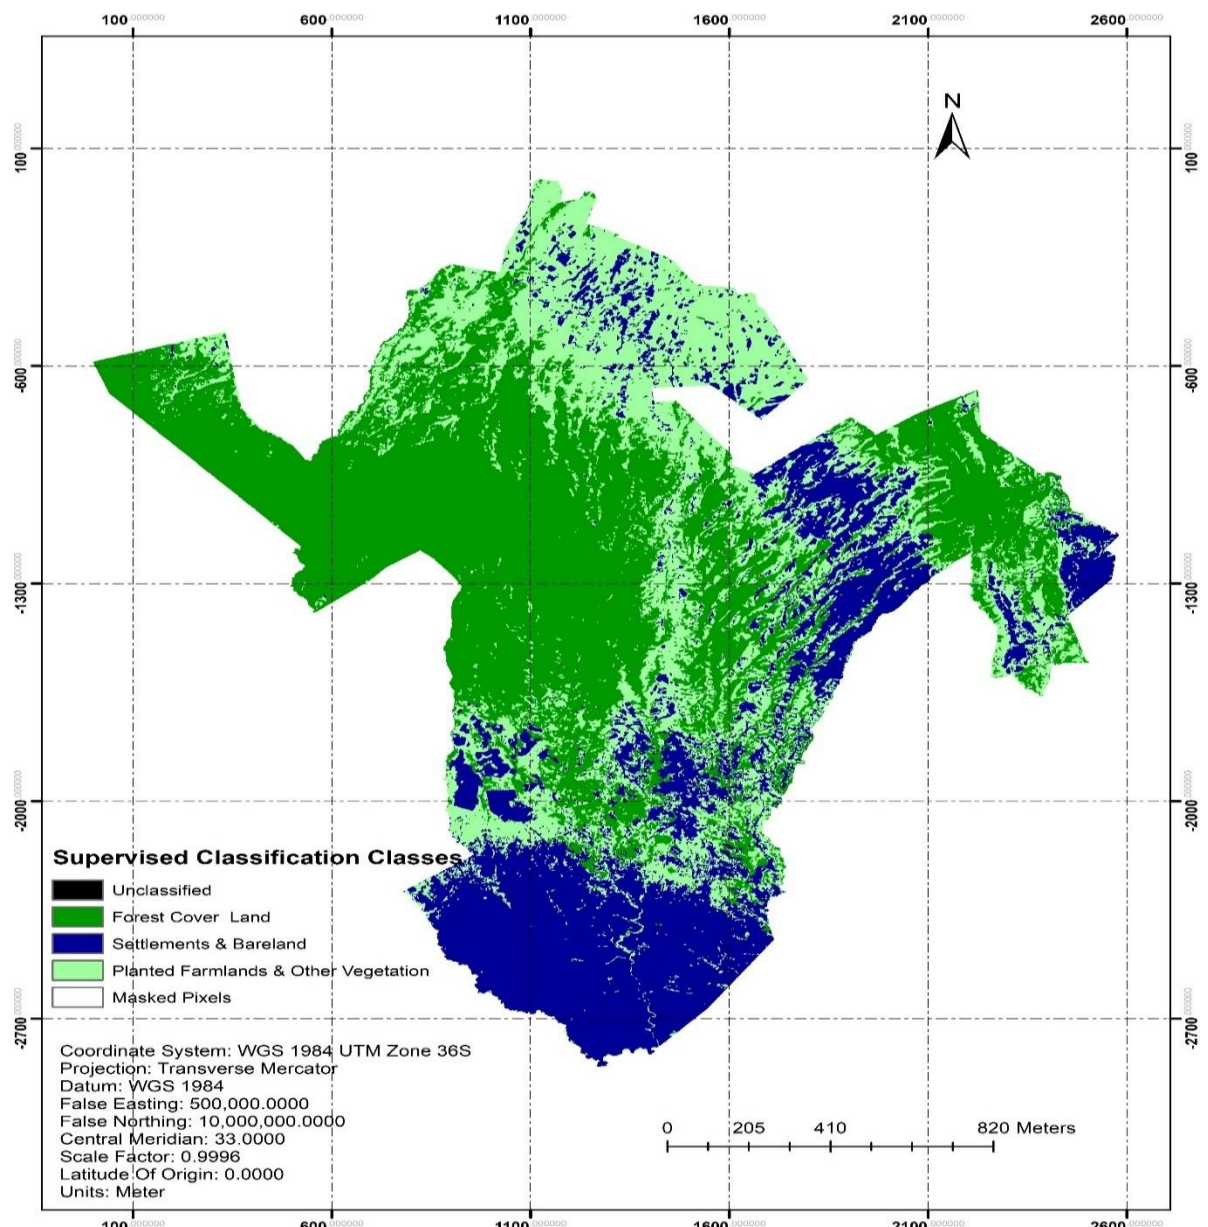 100.000000 600.000000 1100.000000 1600.000000 2100.000000 2600.000000
N
100.000000 100.000000
-600.000000 -600.000000
-1300.000000 -1300.000000
-2000.000000 -2000.000000
Supervised Classification Classes
Unclassified
Forest Cover Land
Settlements & Bareland
Planted Farmlands & Other Vegetation
Masked Pixels
-2700.000000 -2700.000000
Coordinate System: WGS 1984 UTM Zone 36S
Projection: Transverse Mercator
Datum: WGS 1984
False Easting: 500,000.0000
False Northing: 10,000,000.0000
Central Meridian: 33.0000
Scale Factor: 0.9996
Latitude Of Origin: 0.0000
Units: Meter
0 205 410 820 Meters
100.000000 600.000000 1100.000000 1600.000000 2100.000000 2600.000000